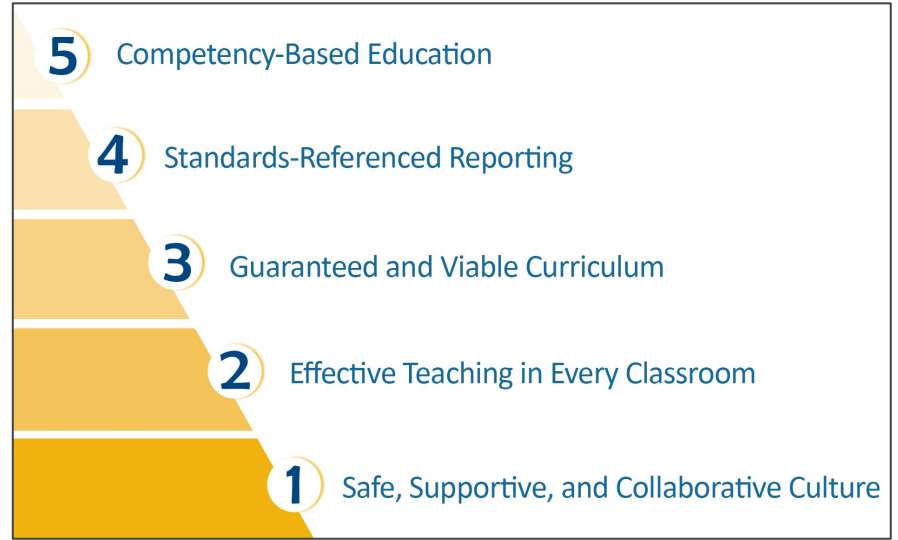 5 Competency-Based Education
4 Standards-Referenced Reporting
3 Guaranteed and Viable Curriculum
2 Effective Teaching in Every Classroom
1 Safe, Supportive, and Collaborative Culture